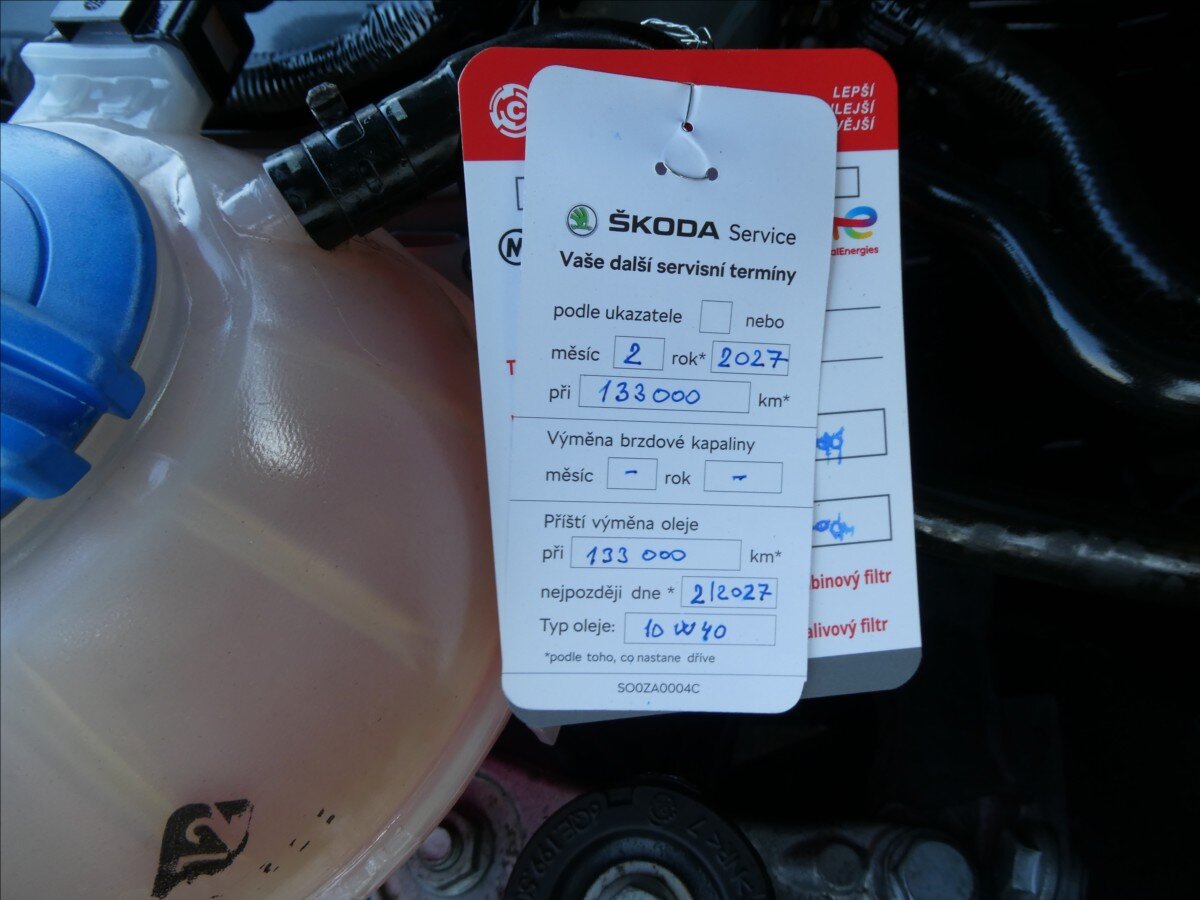 LEPŠÍ
ŠKODA Service
Vaše další servisní termíny
podle ukazatele nebo
měsíc 2 rok* 2027
při 133000 km*
Výměna brzdové kapaliny
měsíc - rok -
Příští výměna oleje
při 133 000 km*
nejpozději dne * 2/2027
Typ oleje: 10 W 40
*podle toho, co nastane dříve
SO0ZA0004C
alEnergies
binový filtr
alivový filtr
12